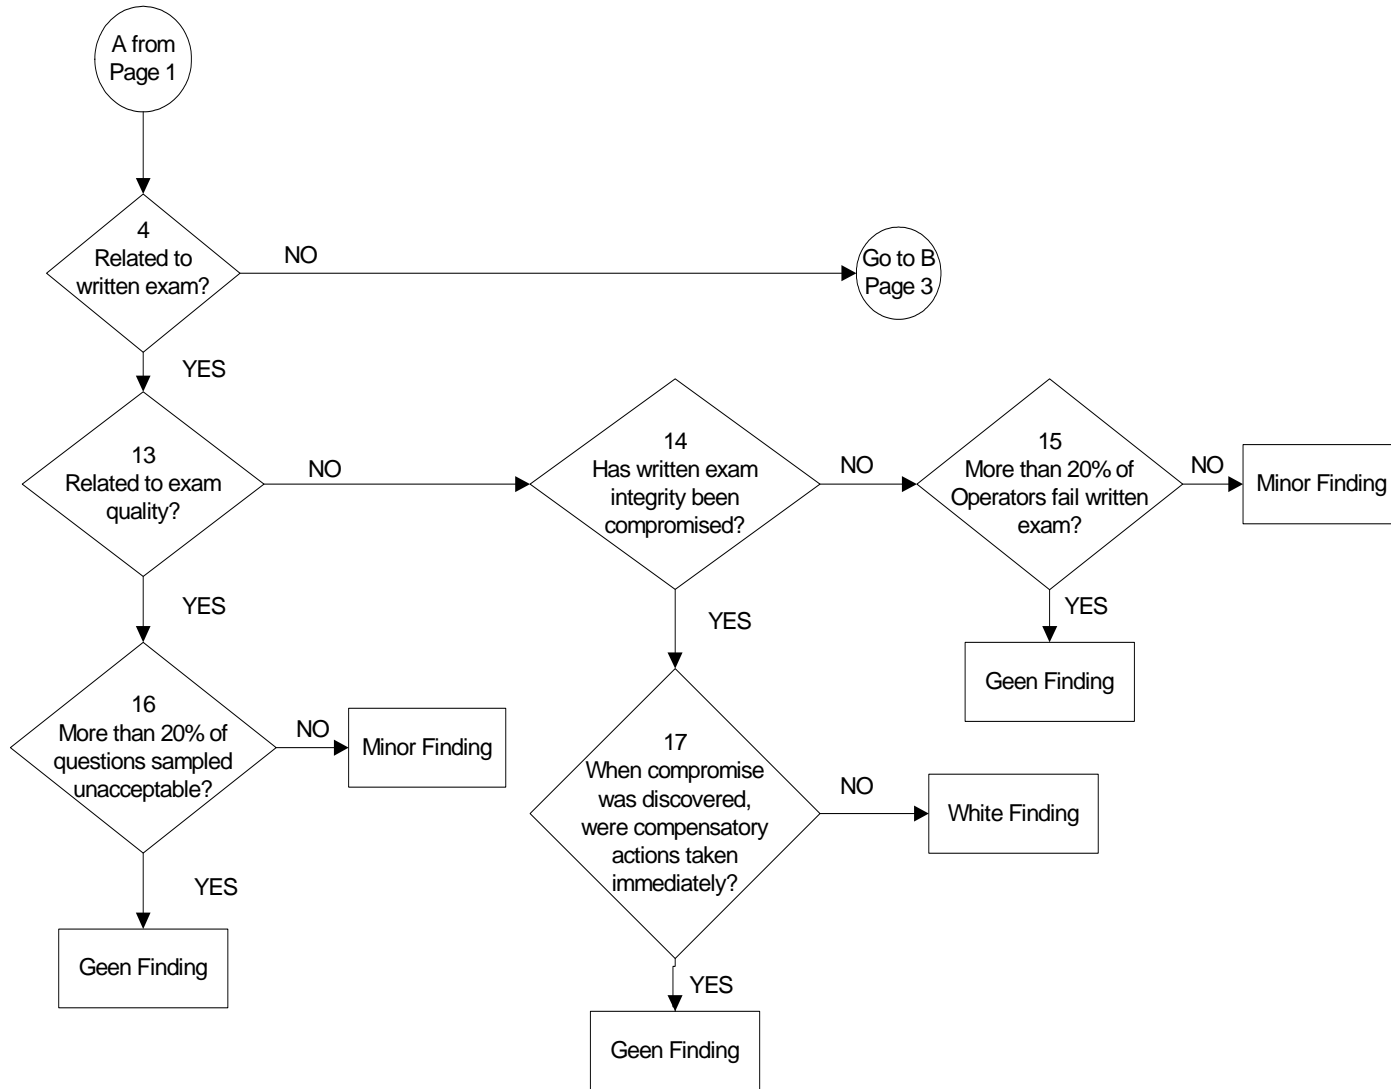 A from
Page 1
4
Related to
written exam?
NO
Go to B
Page 3
YES
13
Related to exam
quality?
NO
14
Has written exam
integrity been
compromised?
NO
15
More than 20% of
Operators fail written
exam?
NO
Minor Finding
YES
YES
YES
Geen Finding
16
More than 20% of
questions sampled
unacceptable?
NO
Minor Finding
17
When compromise
was discovered,
were compensatory
actions taken
immediately?
NO
White Finding
YES
Geen Finding
YES
Geen Finding